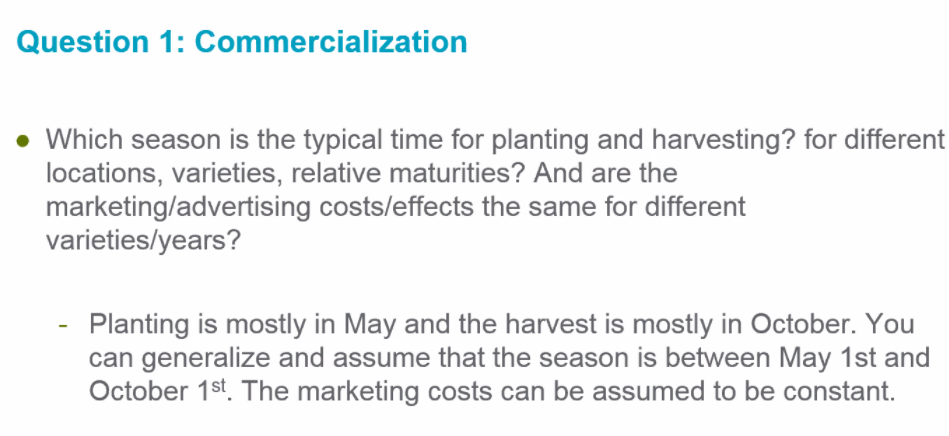 Question 1: Commercialization
● Which season is the typical time for planting and harvesting? for different
locations, varieties, relative maturities? And are the
marketing/advertising costs/effects the same for different
varieties/years?
- Planting is mostly in May and the harvest is mostly in October. You
can generalize and assume that the season is between May 1st and
October 1st. The marketing costs can be assumed to be constant.